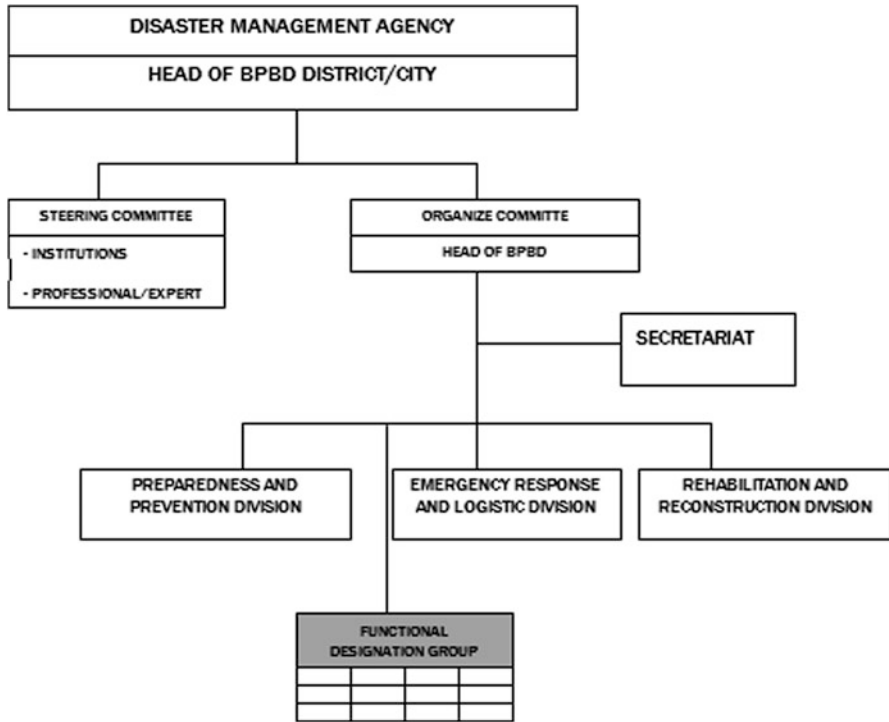 DISASTER MANAGEMENT AGENCY
HEAD OF BPBD DISTRICT/CITY
STEERING COMMITTEE
- INSTITUTIONS
- PROFESSIONAL/EXPERT
ORGANIZE COMMITTE
HEAD OF BPBD
SECRETARIAT
PREPAREDNESS AND
PREVENTION DIVISION
EMERGENCY RESPONSE
AND LOGISTIC DIVISION
REHABILITATION AND
RECONSTRUCTION DIVISION
FUNCTIONAL
DESIGNATION GROUP